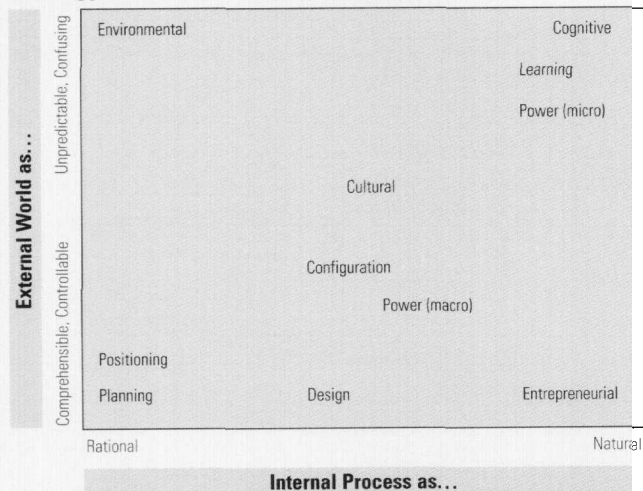 External World as...
Unpredictable, Confusing
Comprehensible, Controllable
Environmental
Cognitive
Learning
Power (micro)
Cultural
Configuration
Power (macro)
Positioning
Planning
Design
Entrepreneurial
Rational
Natural
Internal Process as...